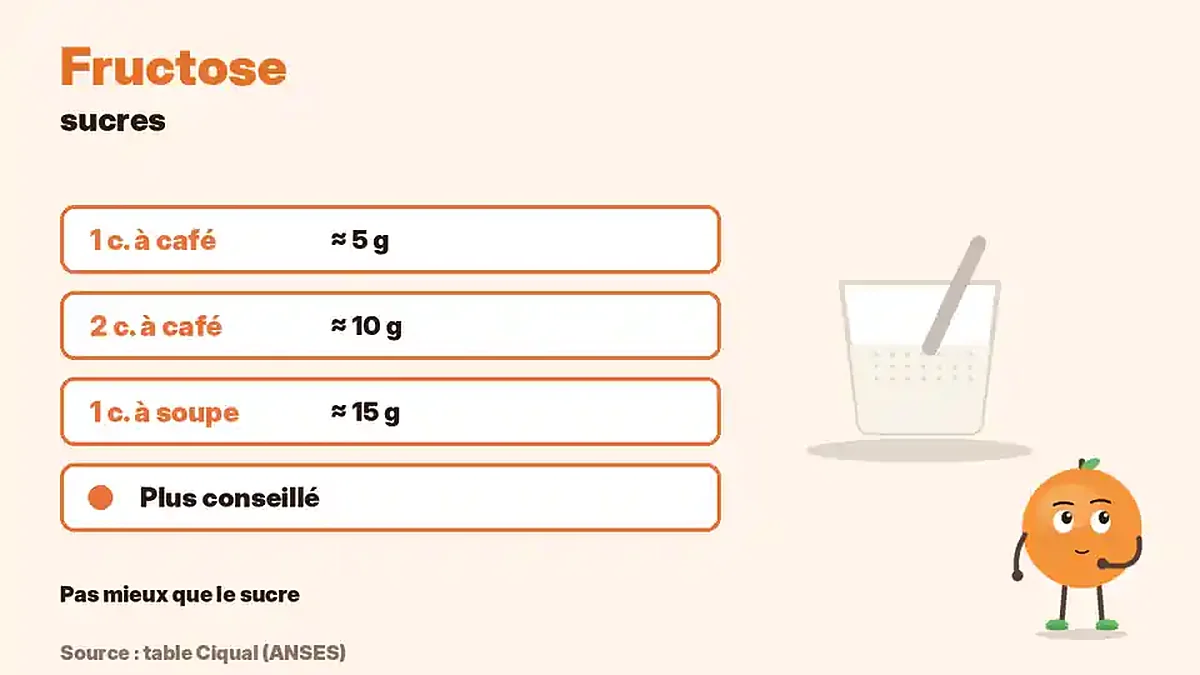 Fructose
sucres
1 c. à café ≈ 5 g
2 c. à café ≈ 10 g
1 c. à soupe ≈ 15 g
Plus conseillé
Pas mieux que le sucre
Source : table Ciqual (ANSES)